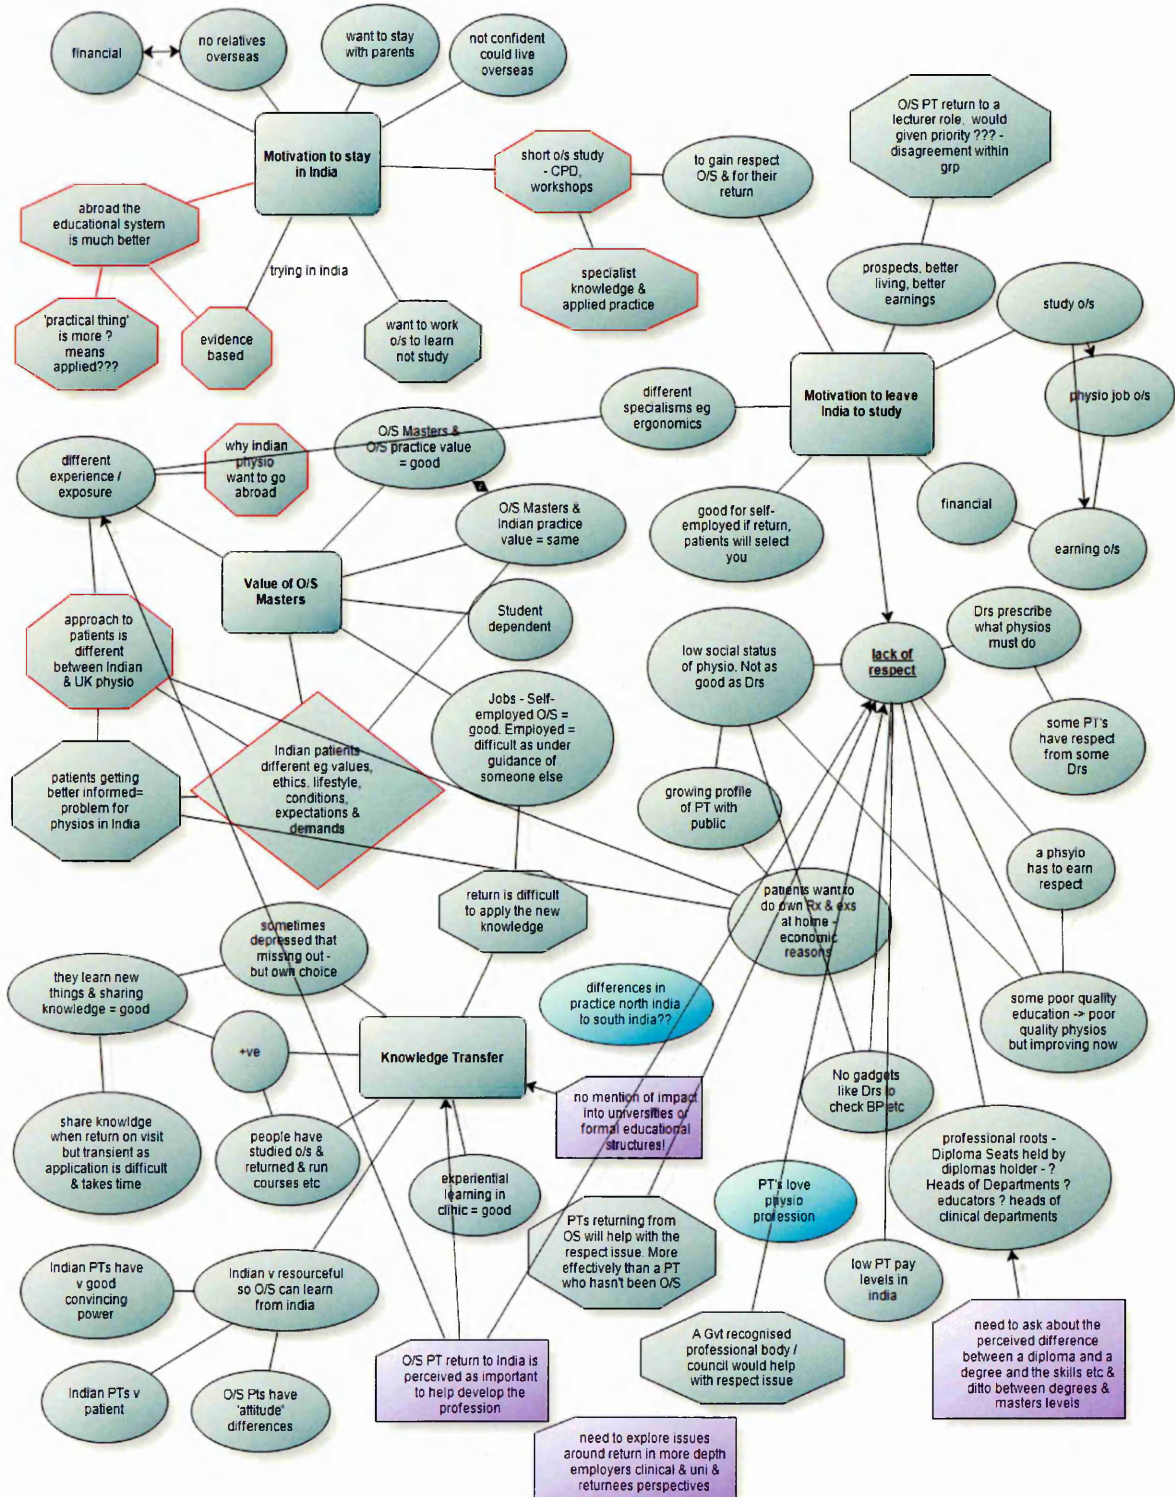 financial
no relatives
overseas
want to stay
with parents
not confident
could live
overseas
O/S PT return to a
lecturer role, would
given priority ??? -
disagreement within
grp
Motivation to stay
in India
short o/s study
- CPD,
workshops
to gain respect
O/S & for their
return
abroad the
educational system
is much better
trying in india
specialist
knowledge &
applied practice
prospects, better
living, better
earnings
study o/s
'practical thing'
is more ?
means
applied???
evidence
based
want to work
o/s to learn
not study
different
specialisms eg
ergonomics
Motivation to leave
India to study
physio job o/s
different
experience /
exposure
why indian
physio
want to go
abroad
O/S Masters &
O/S practice value
= good
O/S Masters &
Indian practice
value = same
good for self-
employed if return,
patients will select
you
financial
earning o/s
Value of O/S
Masters
Student
dependent
approach to
patients is
different
between Indian
& UK physio
low social status
of physio. Not as
good as Drs
lack of
respect
Drs prescribe
what physios
must do
Jobs - Self-
employed O/S =
good. Employed =
difficult as under
guidance of
someone else
some PT's
have respect
from some
Drs
patients getting
better informed=
problem for
physios in India
Indian patients
different eg values,
ethics, lifestyle,
conditions,
expectations &
demands
growing profile
of PT with
public
a phsyio
has to earn
respect
return is difficult
to apply the new
knowledge
patients want to
do own Rx & exs
at home -
economic
reasons
sometimes
depressed that
missing out -
but own choice
they learn new
things & sharing
knowledge = good
differences in
practice north india
to south india??
some poor quality
education -> poor
quality physios
but improving now
+ve
Knowledge Transfer
no mention of impact
into universities or
formal educational
structures!
No gadgets
like Drs to
check BP etc
share knowldge
when return on visit
but transient as
application is difficult
& takes time
people have
studied o/s &
returned & run
courses etc
experiential
learning in
clinic = good
PT's love
physio
profession
professional roots -
Diploma Seats held by
diplomas holder - ?
Heads of Departments ?
educators ? heads of
clinical departments
PTs returning from
OS will help with the
respect issue. More
effectively than a PT
who hasn't been O/S
low PT pay
levels in
india
Indian PTs have
v good
convincing
power
Indian v resourceful
so O/S can learn
from india
O/S PT return to India is
perceived as important
to help develop the
profession
A Gvt recognised
professional body /
council would help
with respect issue
need to ask about the
perceived difference
between a diploma and a
degree and the skills etc &
ditto between degrees &
masters levels
Indian PTs v
patient
O/S Pts have
'attitude'
differences
need to explore issues
around return in more depth
employers clinical & uni &
returnees perspectives